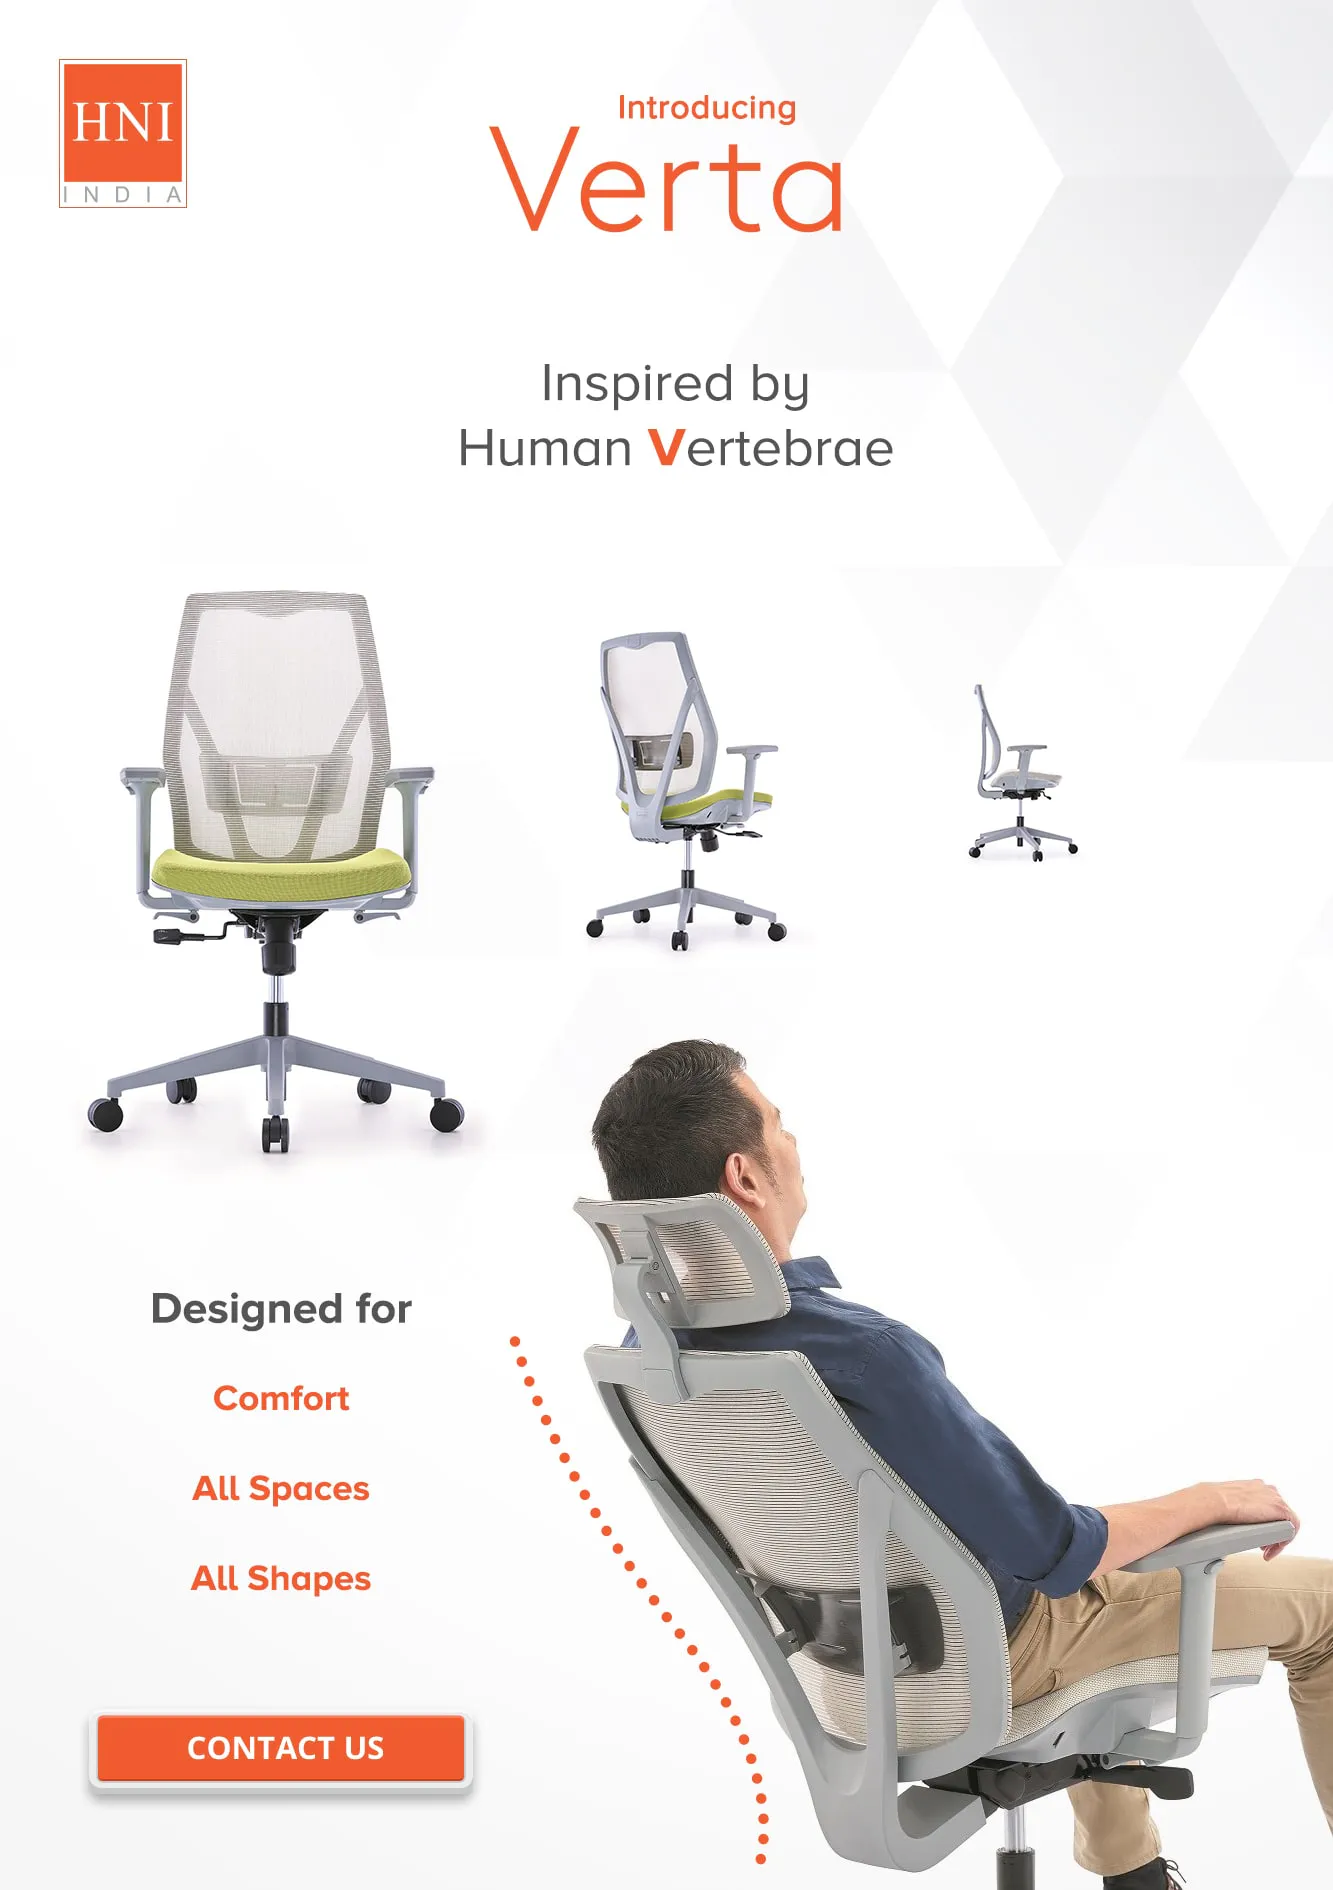 HNI
INDIA
Introducing
Verta
Inspired by
Human Vertebrae
Designed for
Comfort
All Spaces
All Shapes
CONTACT US